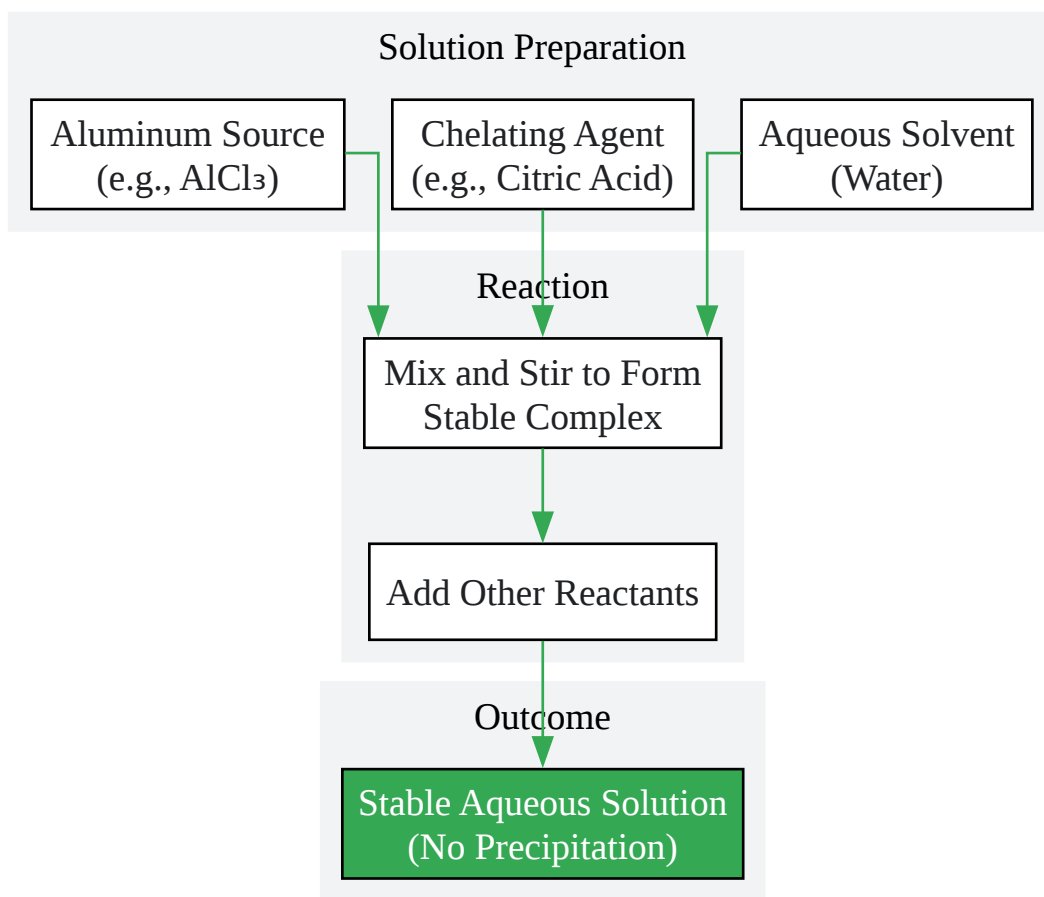 Solution Preparation
Aluminum Source
(e.g., AlCl₃)
Chelating Agent
(e.g., Citric Acid)
Aqueous Solvent
(Water)
Reaction
Mix and Stir to Form
Stable Complex
Add Other Reactants
Outcome
Stable Aqueous Solution
(No Precipitation)